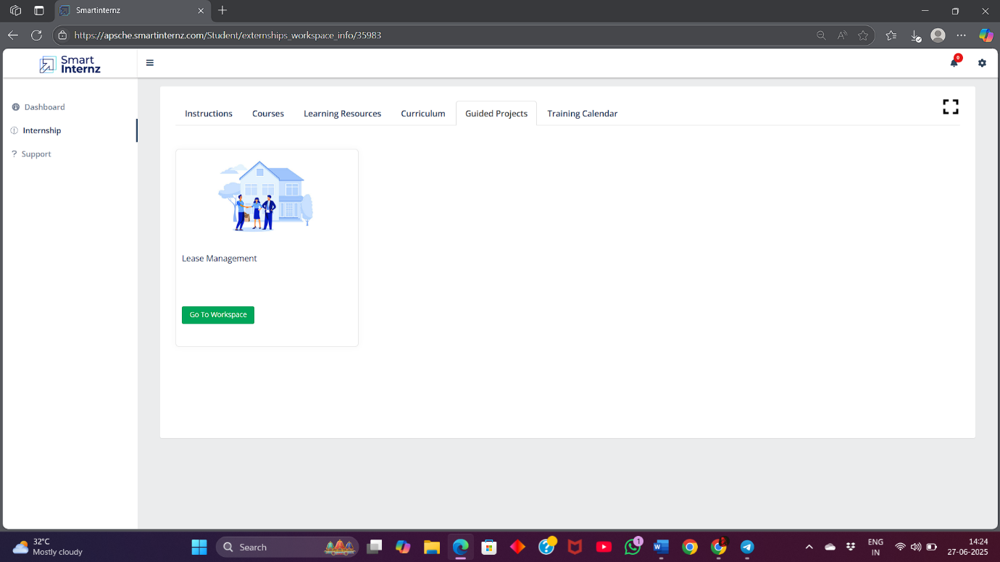 Smartinternz
https://apsche.smartinternz.com/Student/externships_workspace_info/35983
Smart
Internz
0
Dashboard
Internship
? Support
Instructions
Courses
Learning Resources
Curriculum
Guided Projects
Training Calendar
Lease Management
Go To Workspace
32°C
Mostly cloudy
Search
1
ENG
IN
14:24
27-06-2025